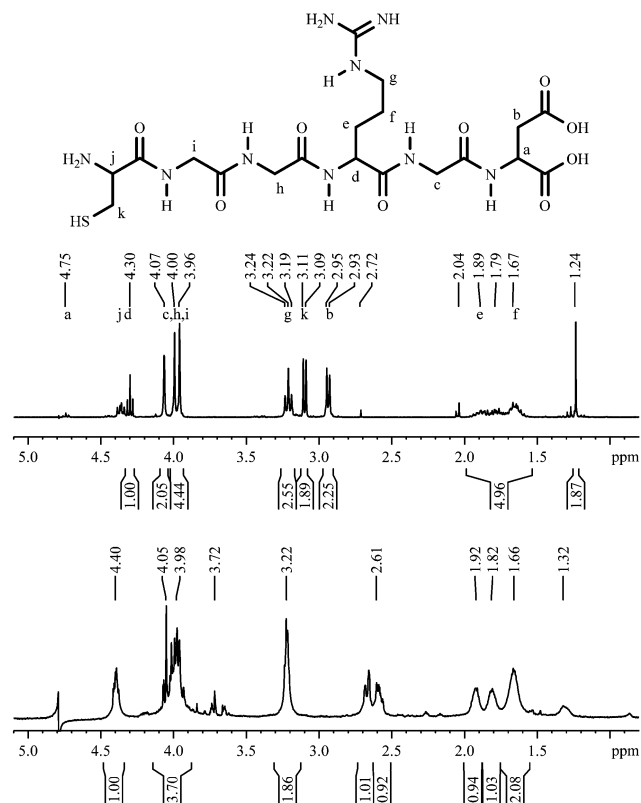 H₂N NH
N
H g
f
e b O
O H O H O OH
i N N a OH
H₂N j N h N d c N
H O H O H O
HS k
4.75 4.30 4.07 4.00 3.96 3.24 3.22 3.19 3.11 3.09 2.95 2.93 2.72 2.04 1.89 1.79 1.67 1.24
a j d c,h,i g k b e f
5.0 4.5 4.0 3.5 3.0 2.5 2.0 1.5 ppm
1.00 2.05 4.44 2.55 1.89 2.25 4.96 1.87
4.40 4.05 3.98 3.72 3.22 2.61 1.92 1.82 1.66 1.32
5.0 4.5 4.0 3.5 3.0 2.5 2.0 1.5 ppm
1.00 3.70 1.86 1.01 0.92 0.94 1.03 2.08